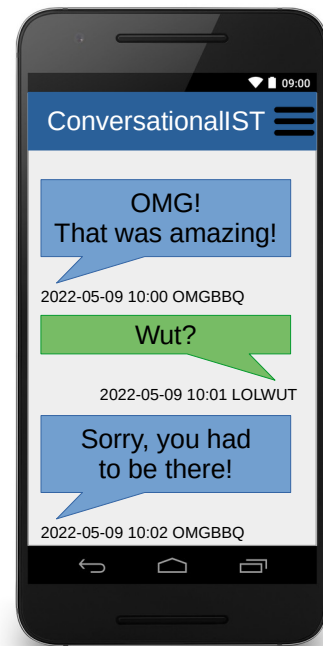 09:00
ConversationalIST
OMG!
That was amazing!
2022-05-09 10:00 OMGBBQ
Wut?
2022-05-09 10:01 LOLWUT
Sorry, you had
to be there!
2022-05-09 10:02 OMGBBQ